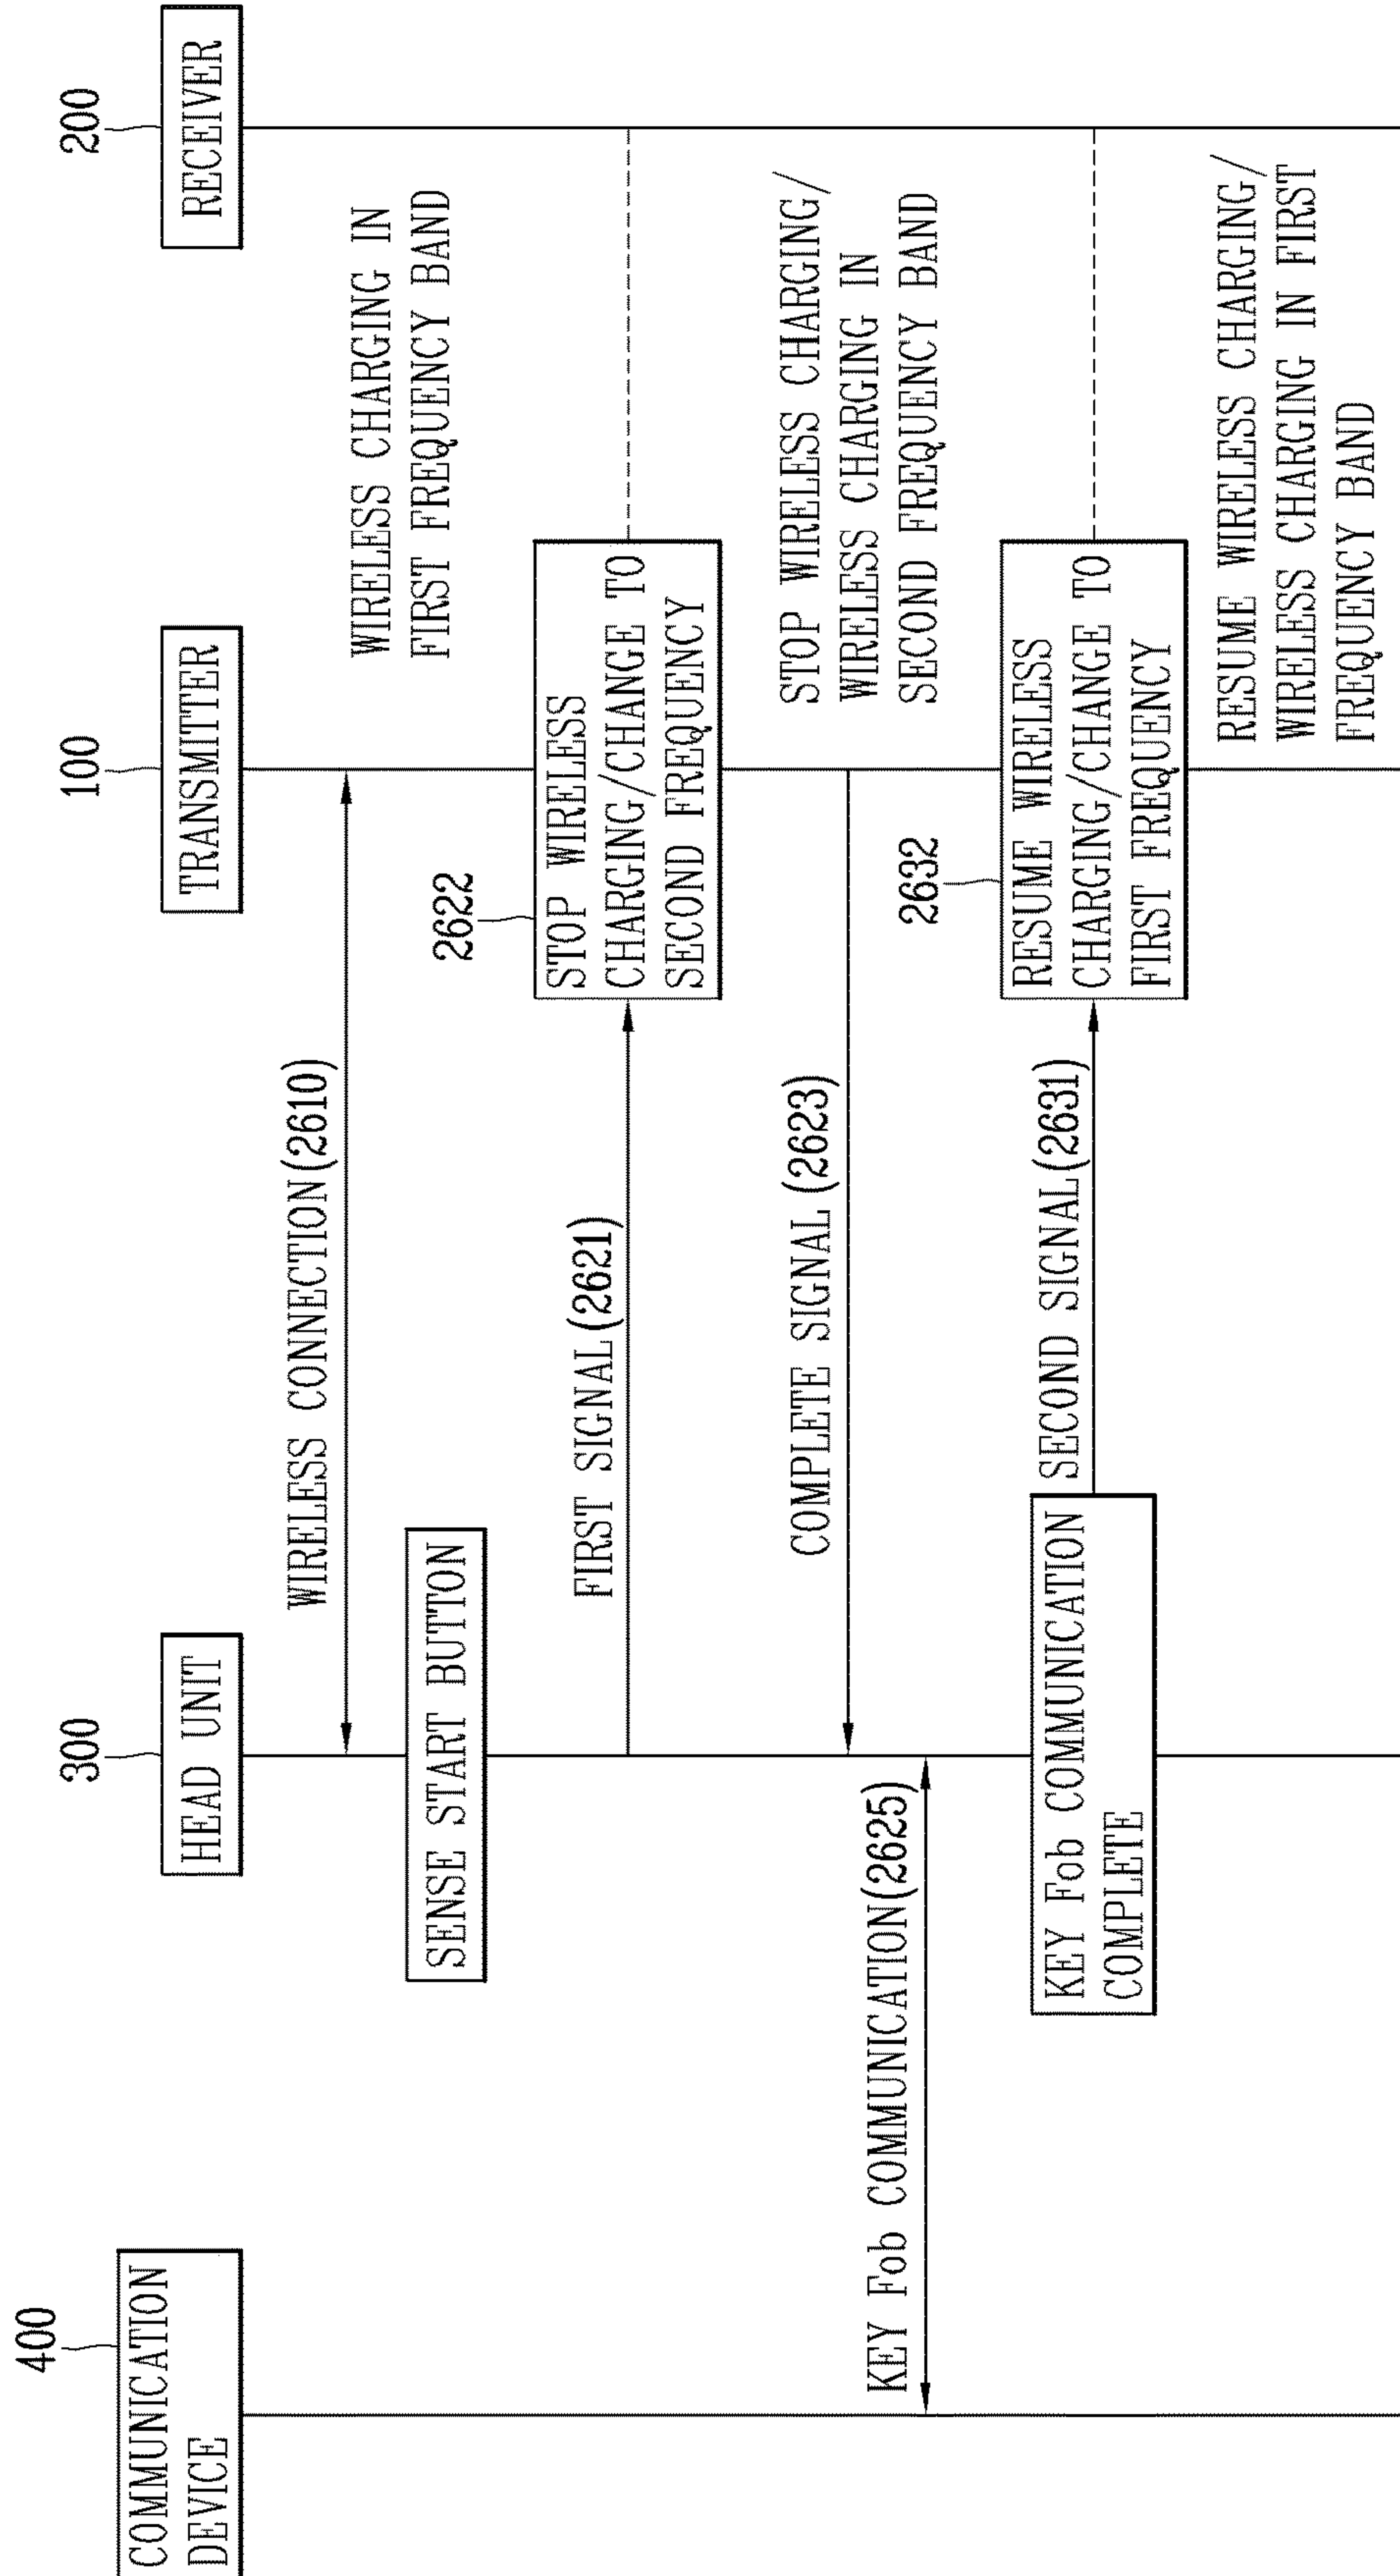 400
COMMUNICATION
DEVICE
300
HEAD UNIT
100
TRANSMITTER
200
RECEIVER
WIRELESS CONNECTION(2610)
WIRELESS CHARGING IN
FIRST FREQUENCY BAND
SENSE START BUTTON
FIRST SIGNAL(2621)
2622
STOP WIRELESS
CHARGING/CHANGE TO
SECOND FREQUENCY
COMPLETE SIGNAL(2623)
STOP WIRELESS CHARGING/
WIRELESS CHARGING IN
SECOND FREQUENCY BAND
KEY Fob COMMUNICATION(2625)
KEY Fob COMMUNICATION
COMPLETE
SECOND SIGNAL(2631)
2632
RESUME WIRELESS
CHARGING/CHANGE TO
FIRST FREQUENCY
RESUME WIRELESS CHARGING/
WIRELESS CHARGING IN FIRST
FREQUENCY BAND